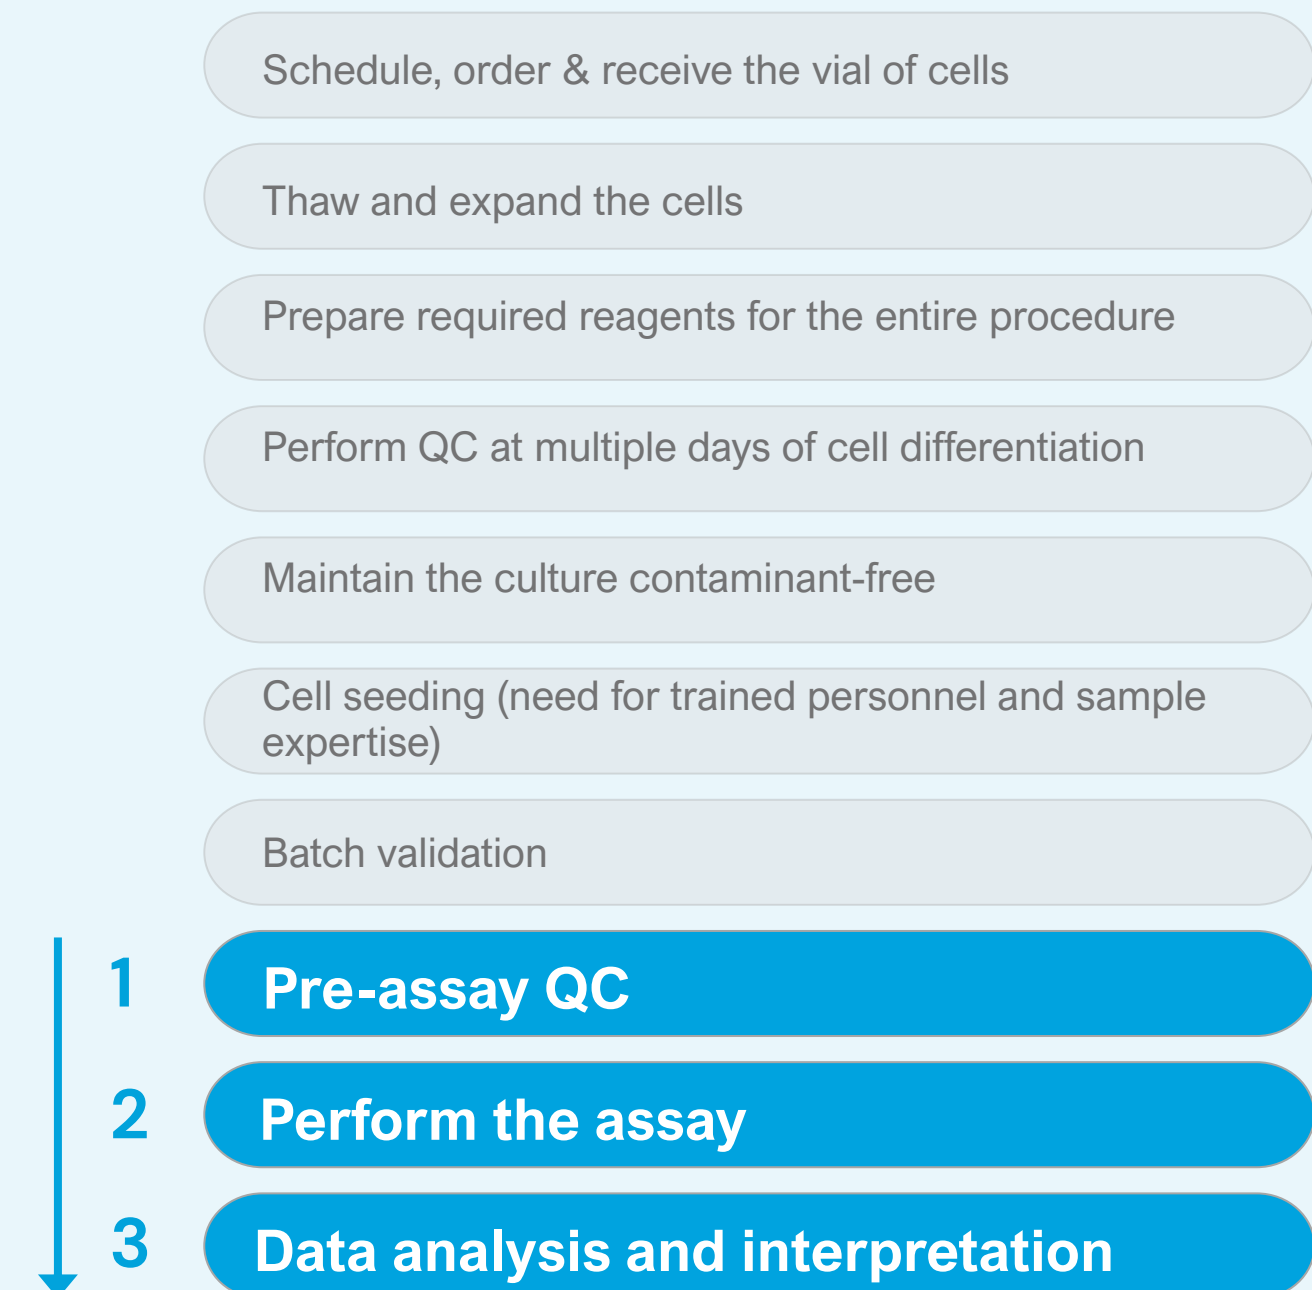 Schedule, order & receive the vial of cells
Thaw and expand the cells
Prepare required reagents for the entire procedure
Perform QC at multiple days of cell differentiation
Maintain the culture contaminant-free
Cell seeding (need for trained personnel and sample
expertise)
Batch validation
1 Pre-assay QC
2 Perform the assay
3 Data analysis and interpretation